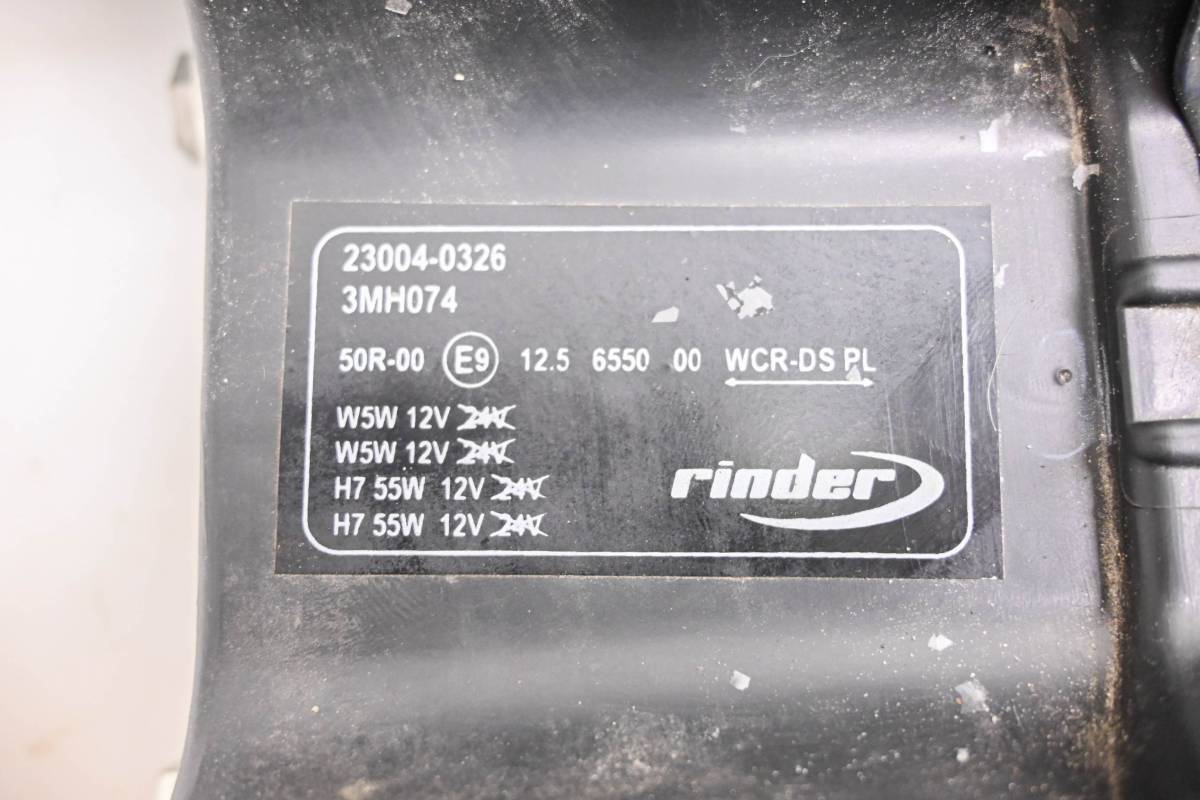 23004-0326
3MH074
50R-00 E9 12.5 6550 00 WCR-DS PL
W5W 12V 24V
W5W 12V 24V
H7 55W 12V 24V
H7 55W 12V 24V
rinder